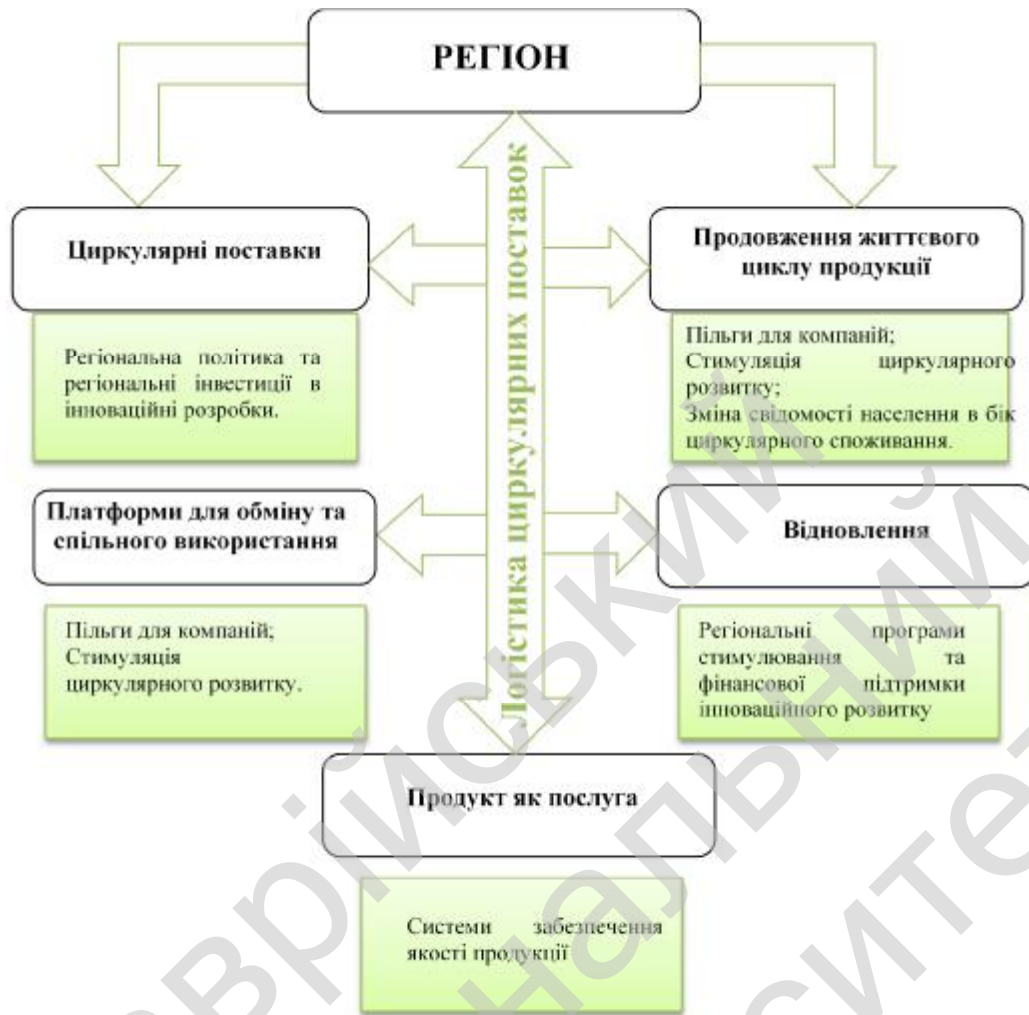 РЕГІОН
Циркулярні поставки
Регіональна політика та
регіональні інвестиції в
інноваційні розробки.
Продовження життєвого
циклу продукції
Пільги для компаній;
Стимуляція циркулярного
розвитку;
Зміна свідомості населення в бік
циркулярного споживання.
Логістика циркулярних поставок
Платформи для обміну та
спільного використання
Пільги для компаній;
Стимуляція
циркулярного розвитку.
Відновлення
Регіональні програми
стимулювання та
фінансової підтримки
інноваційного розвитку
Продукт як послуга
Системи забезпечення
якості продукції